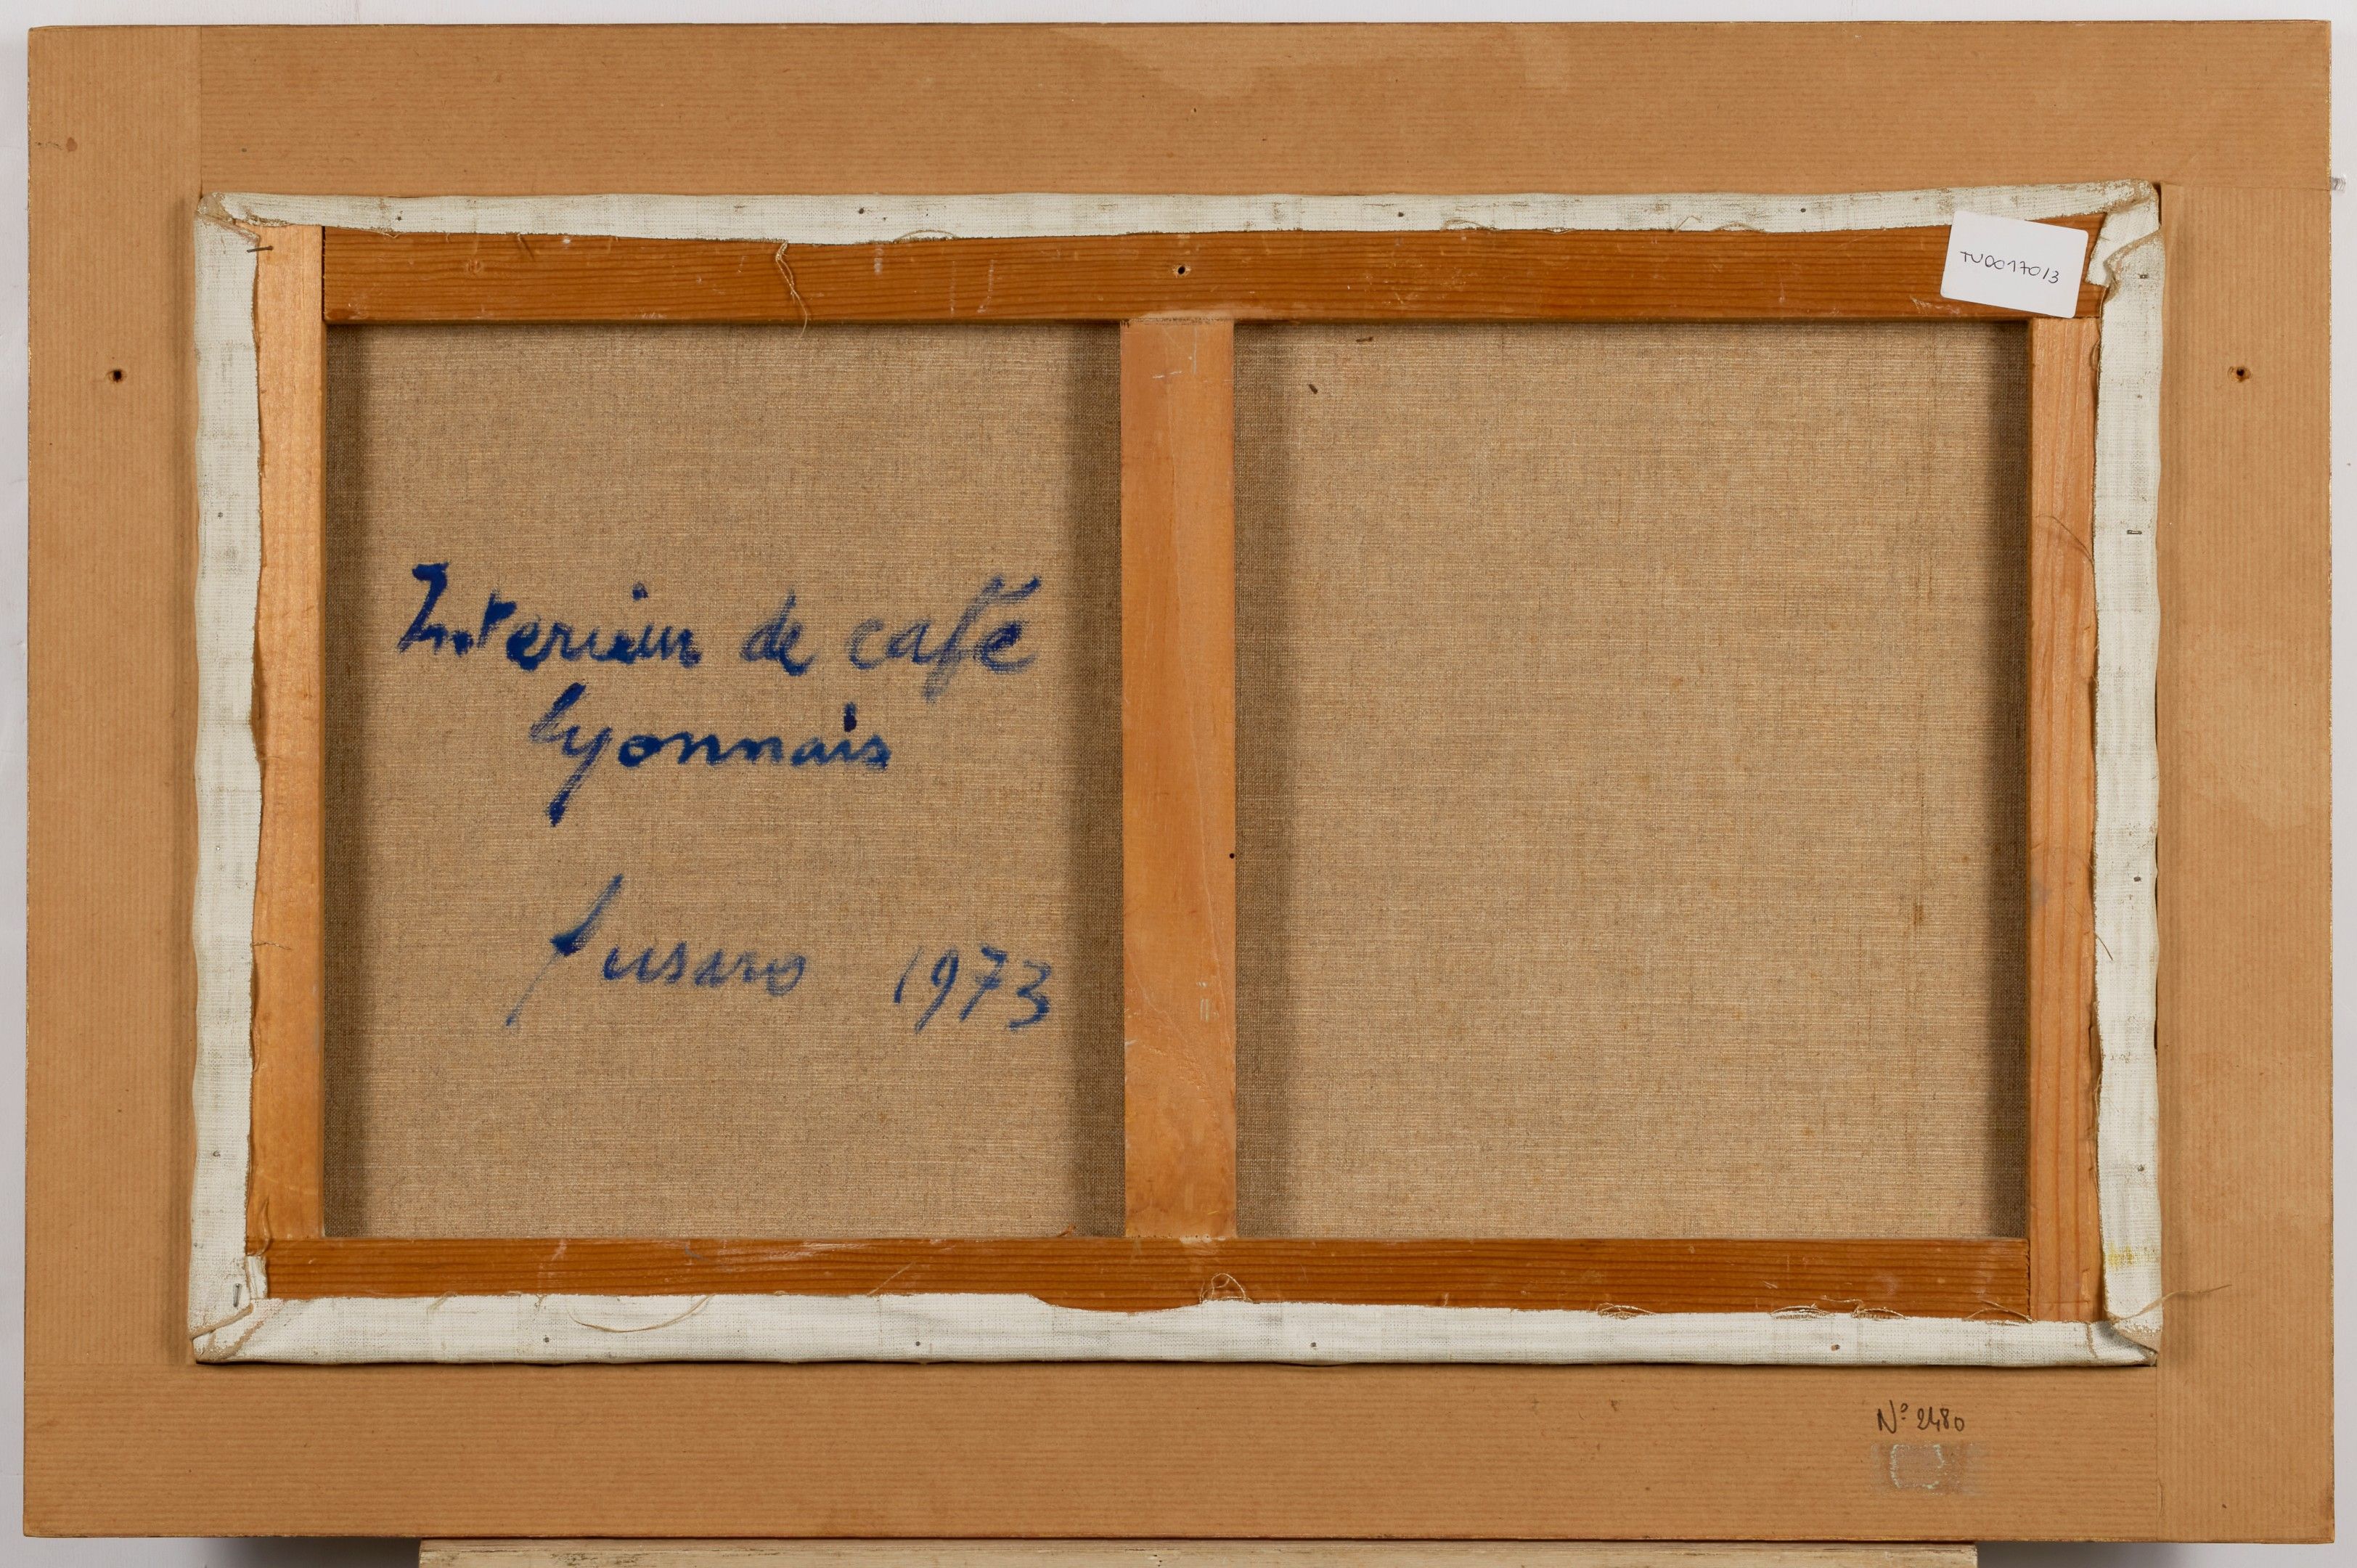 TU0017013
Interieur de café
lyonnais
fusaro 1973
N° 2480